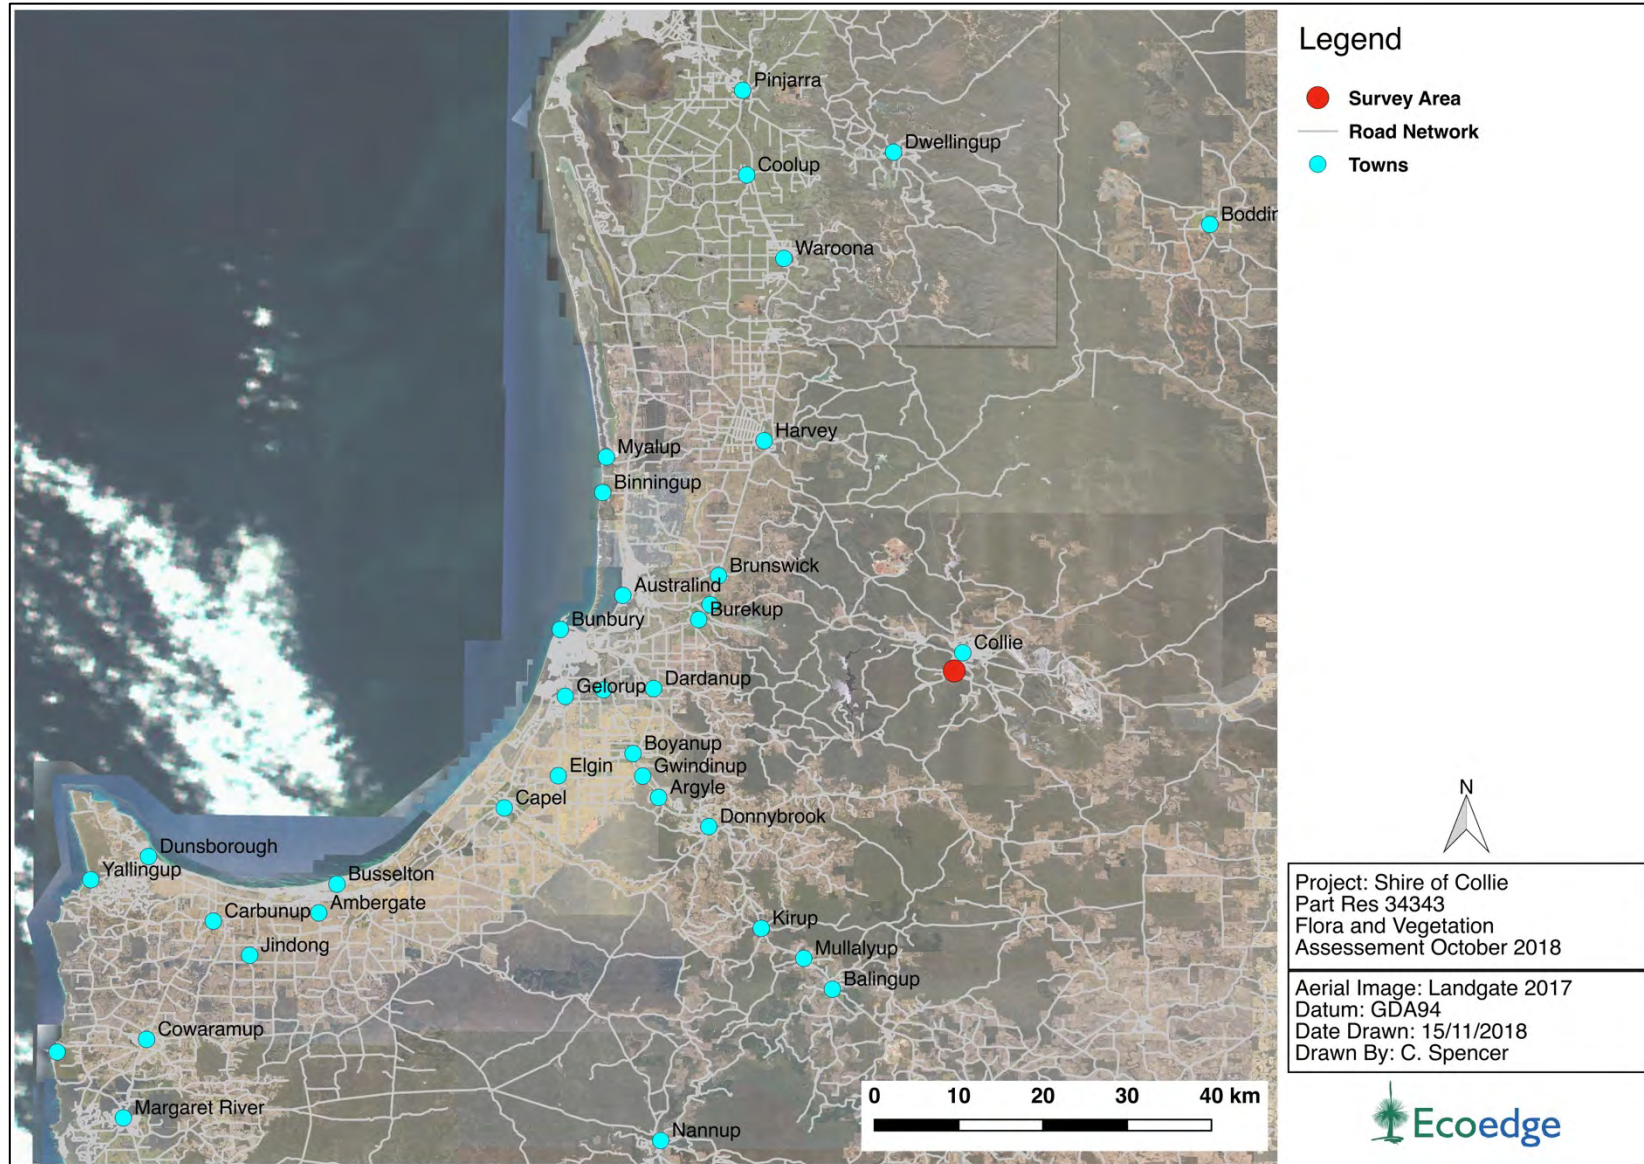 Legend
Survey Area
Road Network
Towns
Pinjarra
Dwellingup
Coolup
Boddin
Waroona
Harvey
Myalup
Binningup
Brunswick
Australind
Burekup
Bunbury
Collie
Gelorup
Dardanup
Boyanup
Elgin
Gwindinup
Argyle
Capel
Donnybrook
Dunsborough
Yallingup
Busselton
Ambergate
Carbunup
Kirup
Jindong
Mullalyup
Balingup
Cowaramup
Margaret River
Nannup
0 10 20 30 40 km
N
Project: Shire of Collie
Part Res 34343
Flora and Vegetation
Assessement October 2018
Aerial Image: Landgate 2017
Datum: GDA94
Date Drawn: 15/11/2018
Drawn By: C. Spencer
Ecoedge